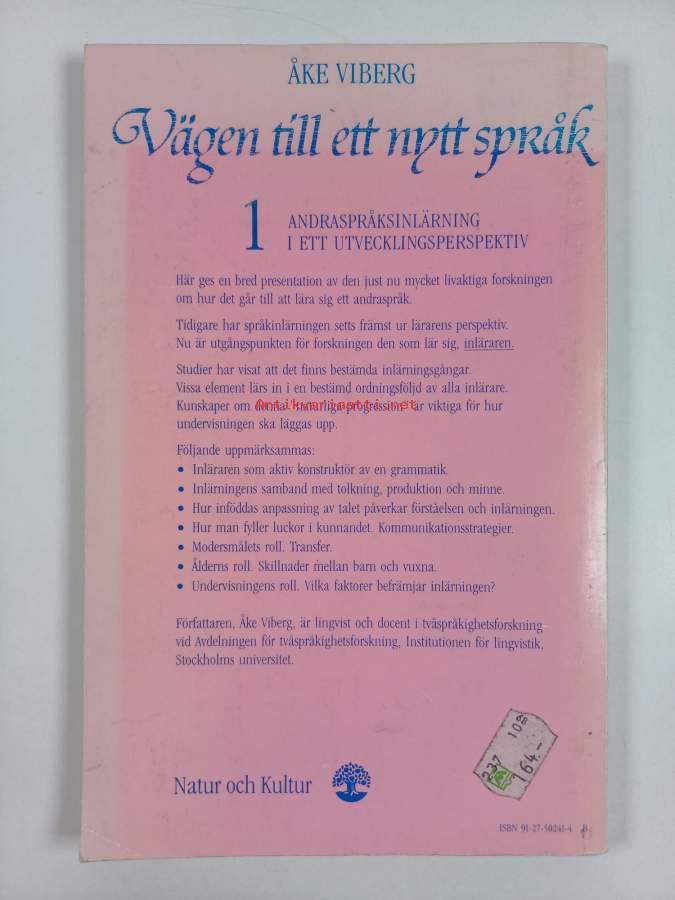 ÅKE VIBERG
Vägen till ett nytt språk
1 ANDRASPRÅKSINLÄRNING
I ETT UTVECKLINGSPERSPEKTIV
Här ges en bred presentation av den just nu mycket livaktiga forskningen
om hur det går till att lära sig ett andraspråk.
Tidigare har språkinlärningen setts främst ur lärarens perspektiv.
Nu är utgångspunkten för forskningen den som lär sig, inläraren.
Studier har visat att det finns bestämda inlärningsgångar.
Vissa element lärs in i en bestämd ordningsföljd av alla inlärare.
Kunskaper om denna "naturliga progression" är viktiga för hur
Antikvariaatti.net
undervisningen ska läggas upp.
Följande uppmärksammas:
• Inläraren som aktiv konstruktör av en grammatik.
• Inlärningens samband med tolkning, produktion och minne.
• Hur inföddas anpassning av talet påverkar förståelsen och inlärningen.
• Hur man fyller luckor i kunnandet. Kommunikationsstrategier.
• Modersmålets roll. Transfer.
• Ålderns roll. Skillnader mellan barn och vuxna.
• Undervisningens roll. Vilka faktorer befrämjar inlärningen?
Författaren, Åke Viberg, är lingvist och docent i tvåspråkighetsforskning
vid Avdelningen för tvåspråkighetsforskning, Institutionen för lingvistik,
Stockholms universitet.
1068
237 164.-
Natur och Kultur
ISBN 91-27-50241-4 B